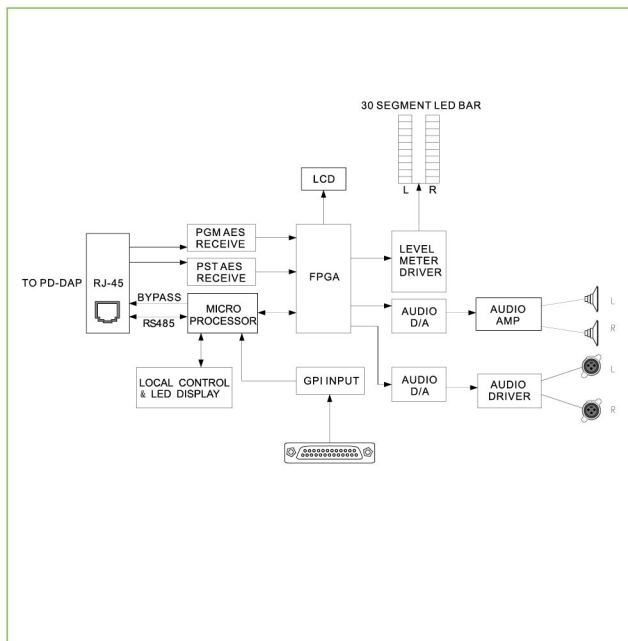 30 SEGMENT LED BAR
L R
LCD
PGM AES
RECEIVE
PST AES
RECEIVE
FPGA
LEVEL
METER
DRIVER
TO PD-DAP
RJ-45
BYPASS
RS485
MICRO
PROCESSOR
AUDIO
D/A
AUDIO
AMP
L
R
LOCAL CONTROL
& LED DISPLAY
GPI INPUT
AUDIO
D/A
AUDIO
DRIVER
L
R